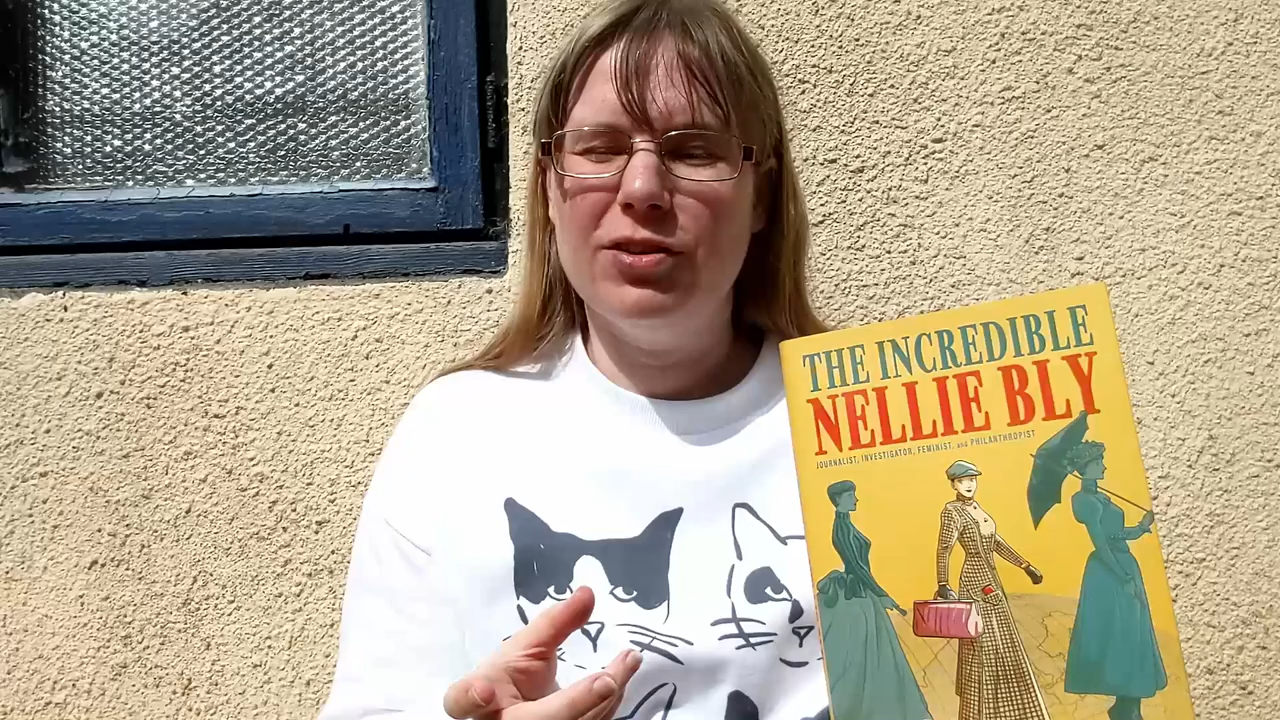 THE INCREDIBLE
NELLIE BLY
JOURNALIST, INVESTIGATOR, FEMINIST, and PHILANTHROPIST